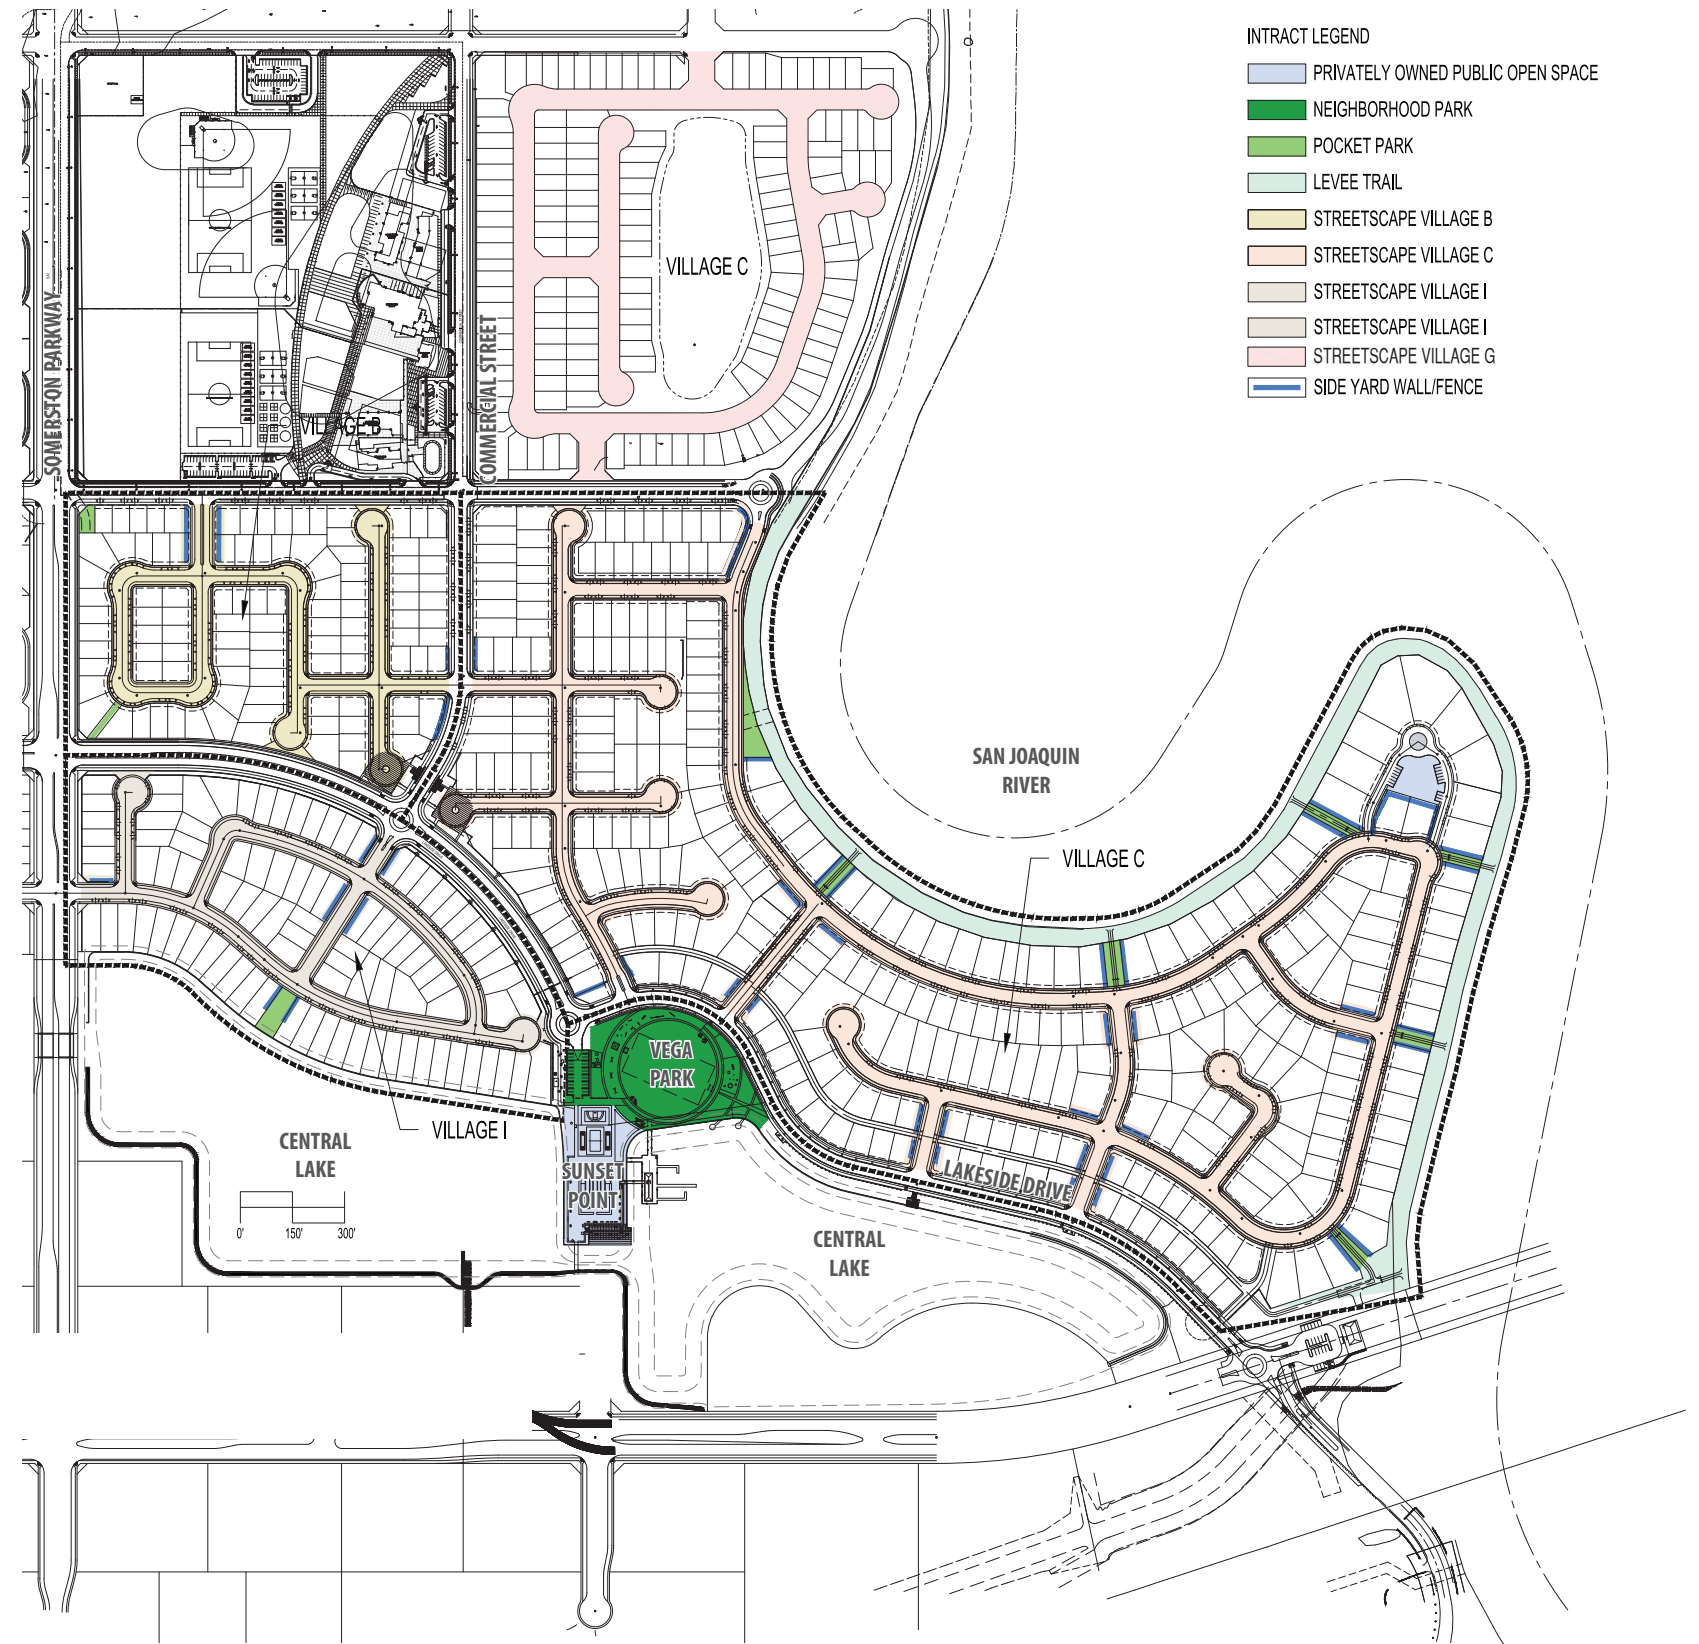 INTRACT LEGEND
PRIVATELY OWNED PUBLIC OPEN SPACE
NEIGHBORHOOD PARK
POCKET PARK
LEVEE TRAIL
STREETSCAPE VILLAGE B
STREETSCAPE VILLAGE C
STREETSCAPE VILLAGE I
STREETSCAPE VILLAGE I
STREETSCAPE VILLAGE G
SIDE YARD WALL/FENCE
VILLAGE C
SOMERSTON PARKWAY
COMMERCIAL STREET
VILLAGE B
SAN JOAQUIN
RIVER
VILLAGE C
VEGA
PARK
VILLAGE I
CENTRAL
LAKE
SUNSET
POINT
LAKESIDE DRIVE
0'
150'
300'
CENTRAL
LAKE